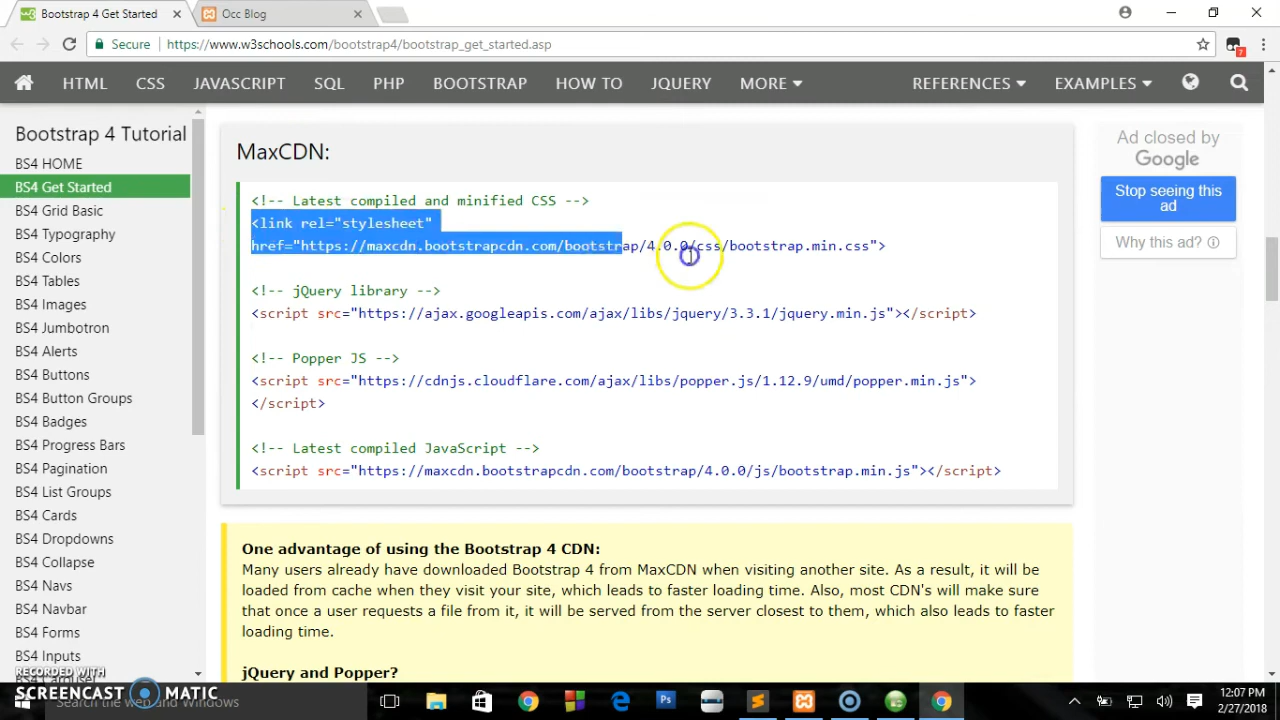 Bootstrap 4 Get Started
Occ Blog
Secure
https://www.w3schools.com/bootstrap4/bootstrap_get_started.asp
7
HTML CSS JAVASCRIPT SQL PHP BOOTSTRAP HOW TO JQUERY MORE REFERENCES EXAMPLES
Bootstrap 4 Tutorial
BS4 HOME
BS4 Get Started
BS4 Grid Basic
BS4 Typography
BS4 Colors
BS4 Tables
BS4 Images
BS4 Jumbotron
BS4 Alerts
BS4 Buttons
BS4 Button Groups
BS4 Badges
BS4 Progress Bars
BS4 Pagination
BS4 List Groups
BS4 Cards
BS4 Dropdowns
BS4 Collapse
BS4 Navs
BS4 Navbar
BS4 Forms
BS4 Inputs
MaxCDN:
<!-- Latest compiled and minified CSS -->
<link rel="stylesheet"
href="https://maxcdn.bootstrapcdn.com/bootstrap/4.0.0/css/bootstrap.min.css">
<!-- jQuery library -->
<script src="https://ajax.googleapis.com/ajax/libs/jquery/3.3.1/jquery.min.js"></script>
<!-- Popper JS -->
<script src="https://cdnjs.cloudflare.com/ajax/libs/popper.js/1.12.9/umd/popper.min.js">
</script>
<!-- Latest compiled JavaScript -->
<script src="https://maxcdn.bootstrapcdn.com/bootstrap/4.0.0/js/bootstrap.min.js"></script>
One advantage of using the Bootstrap 4 CDN:
Many users already have downloaded Bootstrap 4 from MaxCDN when visiting another site. As a result, it will be
loaded from cache when they visit your site, which leads to faster loading time. Also, most CDN's will make sure
that once a user requests a file from it, it will be served from the server closest to them, which also leads to faster
loading time.
jQuery and Popper?
Ad closed by
Google
Stop seeing this
ad
Why this ad?
RECORDED WITH
SCREENCAST MATIC
Search the web and Windows
Ps
12:07 PM
2/27/2018